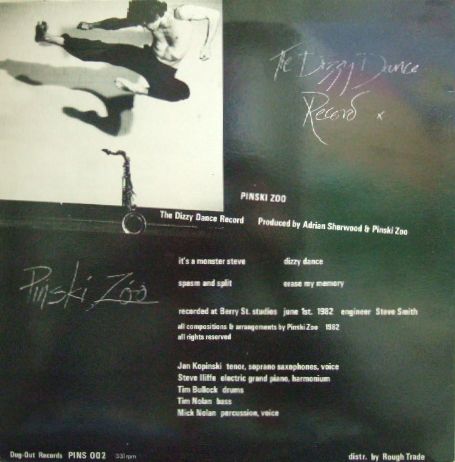 The Dizzy Dance
Record x
PINSKI ZOO
The Dizzy Dance Record Produced by Adrian Sherwood & Pinski Zoo
Pinski Zoo
it's a monster steve dizzy dance
spasm and split erase my memory
recorded at Berry St. studies june 1st. 1982 engineer Steve Smith
all compositions & arrangements by Pinski Zoo 1982
all rights reserved
Jan Kopinski tenor, soprano saxophones, voice
Steve Iliffe electric grand piano, harmonium
Tim Bullock drums
Tim Nolan bass
Mick Nolan percussion, voice
Dug-Out Records PINS 002 33⅓ rpm distr. by Rough Trade